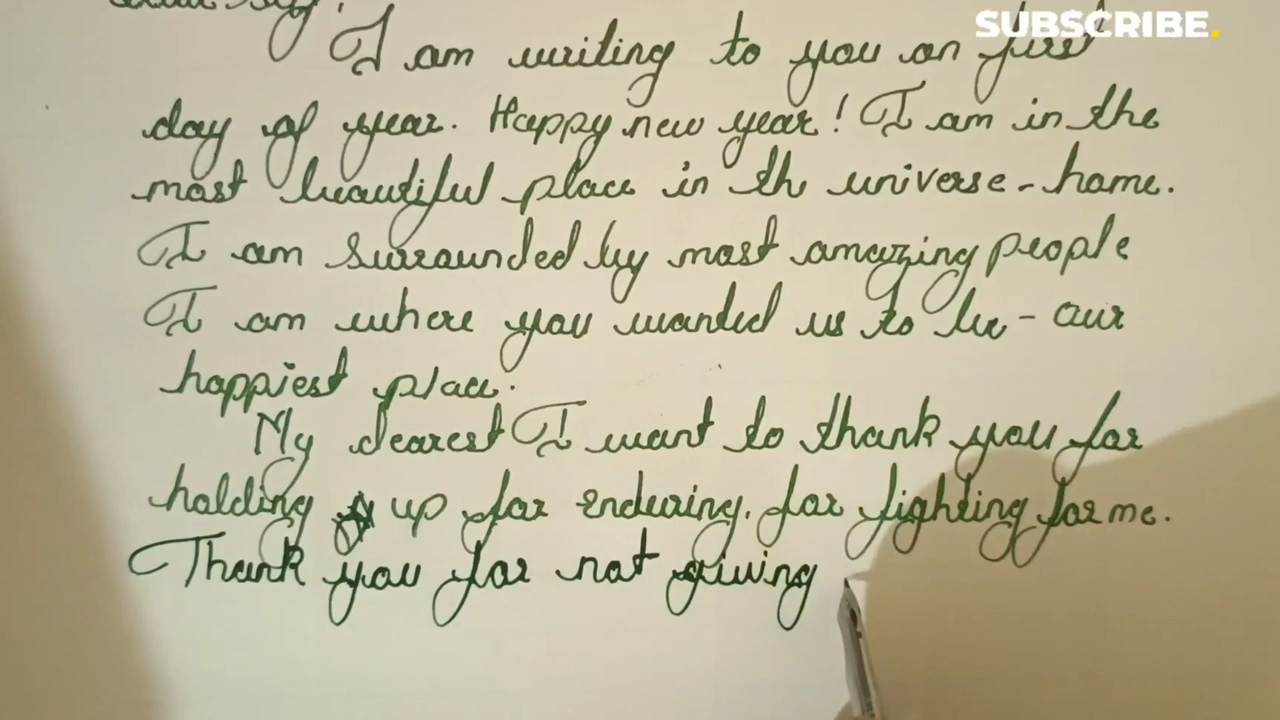 SUBSCRIBE.
I am writing to you on first
day of year. Happy new year! I am in the
most beautiful place in the universe - home.
I am surrounded by most amazing people
I am where you wanted us to be - our
happiest place.
My dearest I want to thank you for
holding up for enduring, for fighting for me.
Thank you for not giving